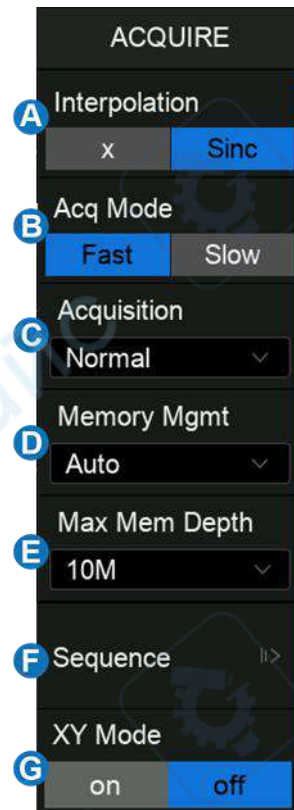 ACQUIRE
A Interpolation
x Sinc
B Acq Mode
Fast Slow
C Acquisition
Normal
D Memory Mgmt
Auto
E Max Mem Depth
10M
F Sequence
G XY Mode
on off